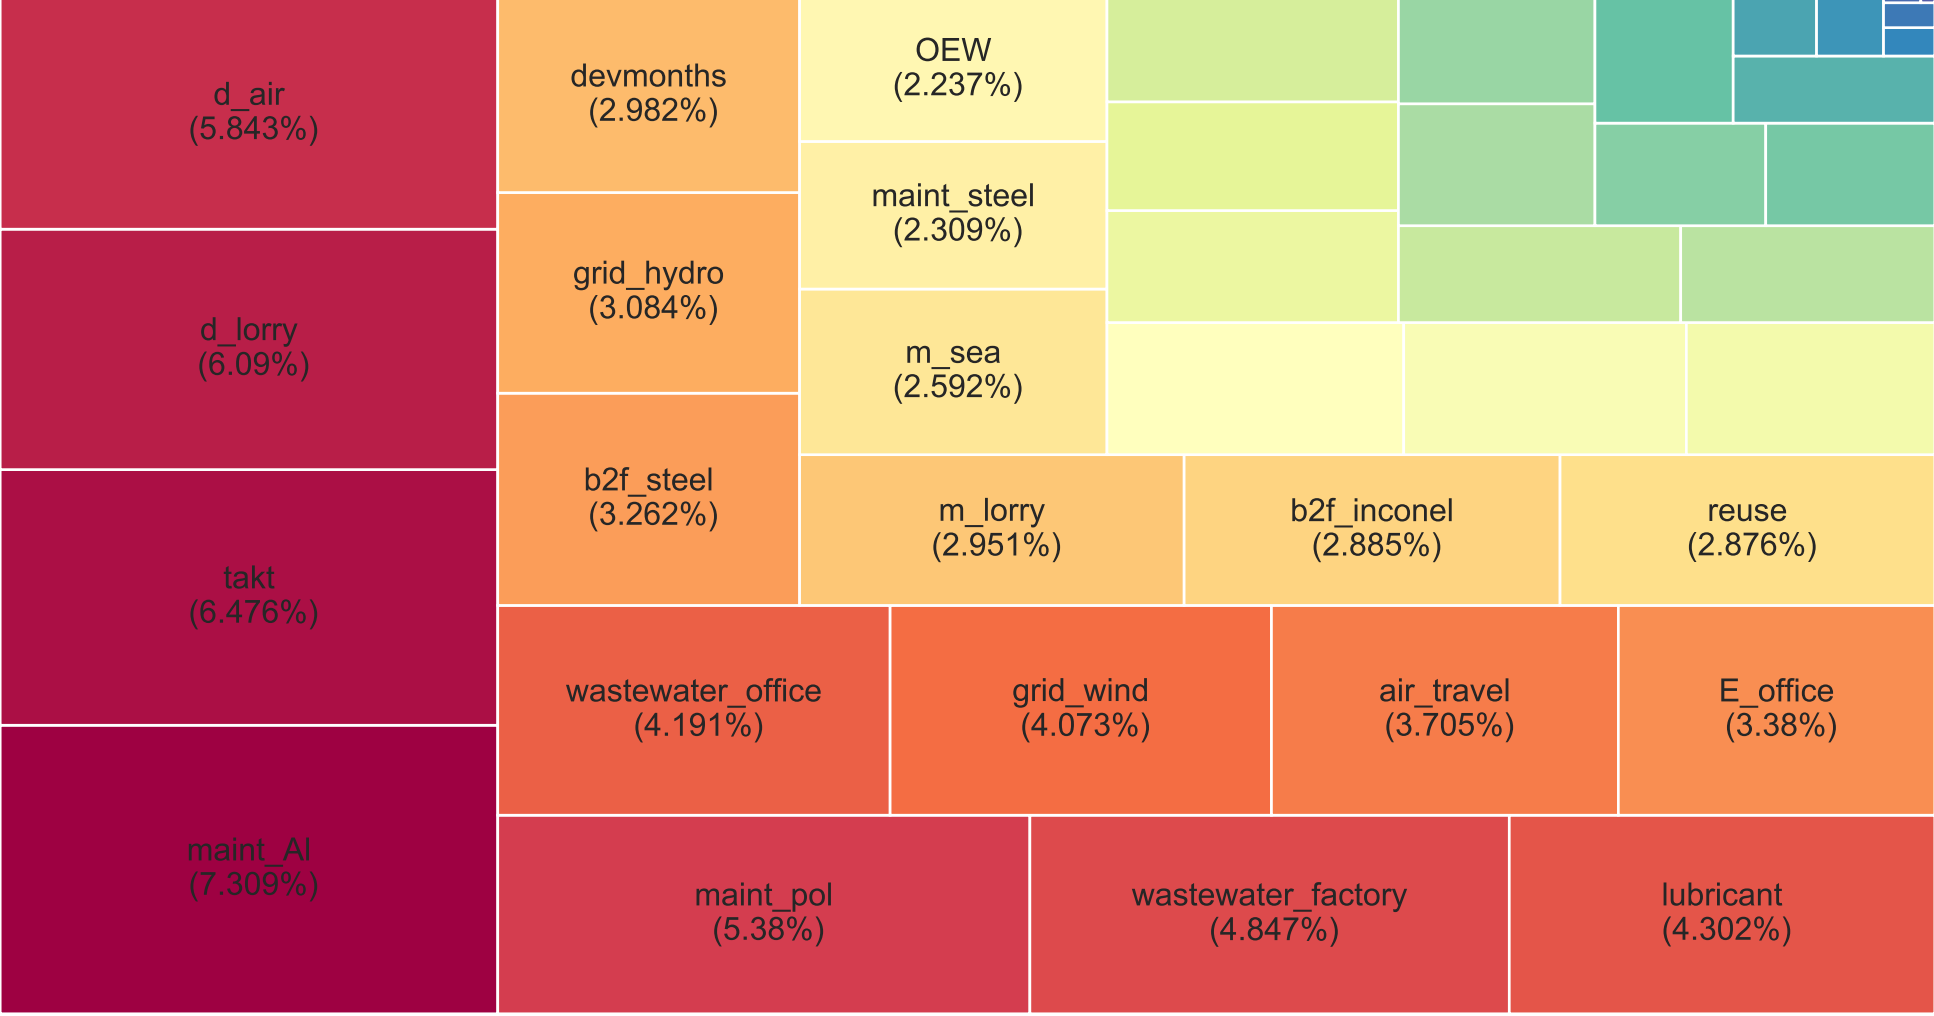 d_air
(5.843%)
d_lorry
(6.09%)
takt
(6.476%)
maint_Al
(7.309%)
devmonths
(2.982%)
grid_hydro
(3.084%)
b2f_steel
(3.262%)
OEW
(2.237%)
maint_steel
(2.309%)
m_sea
(2.592%)
m_lorry
(2.951%)
b2f_inconel
(2.885%)
reuse
(2.876%)
wastewater_office
(4.191%)
grid_wind
(4.073%)
air_travel
(3.705%)
E_office
(3.38%)
maint_pol
(5.38%)
wastewater_factory
(4.847%)
lubricant
(4.302%)